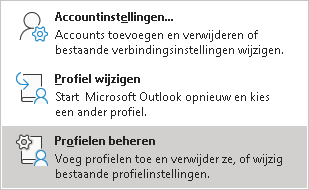 Accountinstellingen...
Accounts toevoegen en verwijderen of
bestaande verbindingsinstellingen wijzigen.
Profiel wijzigen
Start Microsoft Outlook opnieuw en kies
een ander profiel.
Profielen beheren
Voeg profielen toe en verwijder ze, of wijzig
bestaande profielinstellingen.